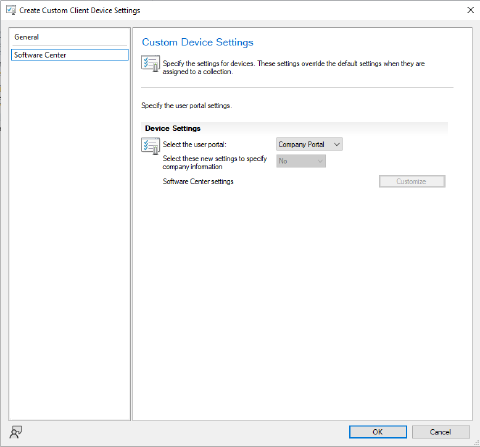 Create Custom Client Device Settings
General
Software Center
Custom Device Settings
Specify the settings for devices. These settings override the default settings when they are
assigned to a collection.
Specify the user portal settings.
Device Settings
Select the user portal:
Company Portal
Select these new settings to specify
company information
No
Software Center settings
Customize
OK
Cancel